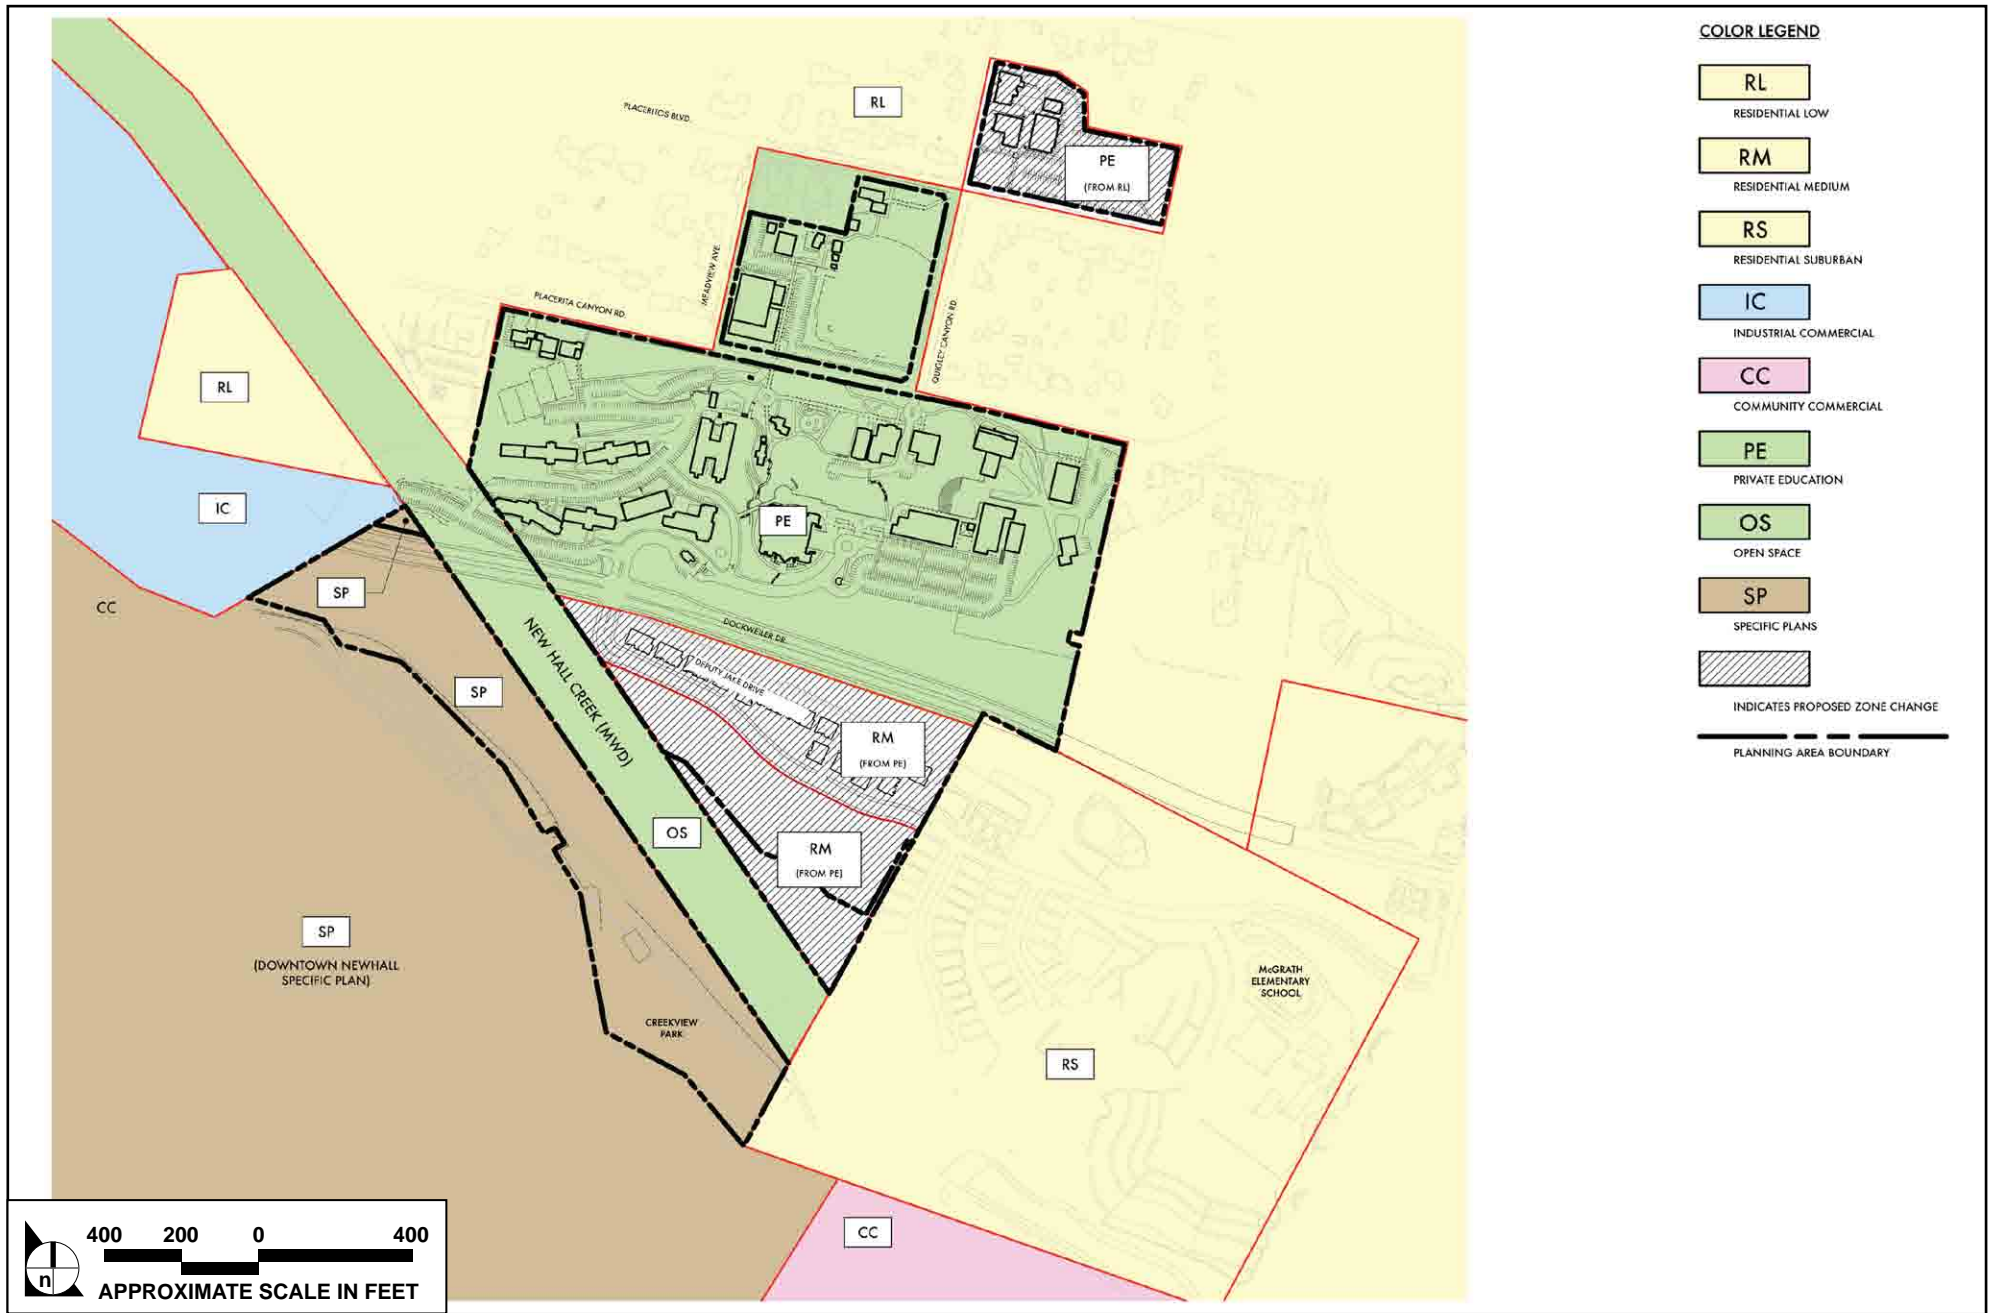 COLOR LEGEND
RL
RESIDENTIAL LOW
RM
RESIDENTIAL MEDIUM
RS
RESIDENTIAL SUBURBAN
IC
INDUSTRIAL COMMERCIAL
CC
COMMUNITY COMMERCIAL
PE
PRIVATE EDUCATION
OS
OPEN SPACE
SP
SPECIFIC PLANS
INDICATES PROPOSED ZONE CHANGE
PLANNING AREA BOUNDARY
RL
PLACERITOS BLVD.
PE
(FROM RL)
MEADVIEW AVE.
PLACERITA CANYON RD.
QUIGLEY CANYON RD.
RL
IC
PE
SP
CC
NEW HALL CREEK (MWD)
DOCKWEILER DR.
DEPUTY JAKE DRIVE
SP
RM
(FROM PE)
OS
RM
(FROM PE)
SP
(DOWNTOWN NEWHALL
SPECIFIC PLAN)
McGRATH
ELEMENTARY
SCHOOL
CREEKVIEW
PARK
RS
CC
n
400 200 0 400
APPROXIMATE SCALE IN FEET